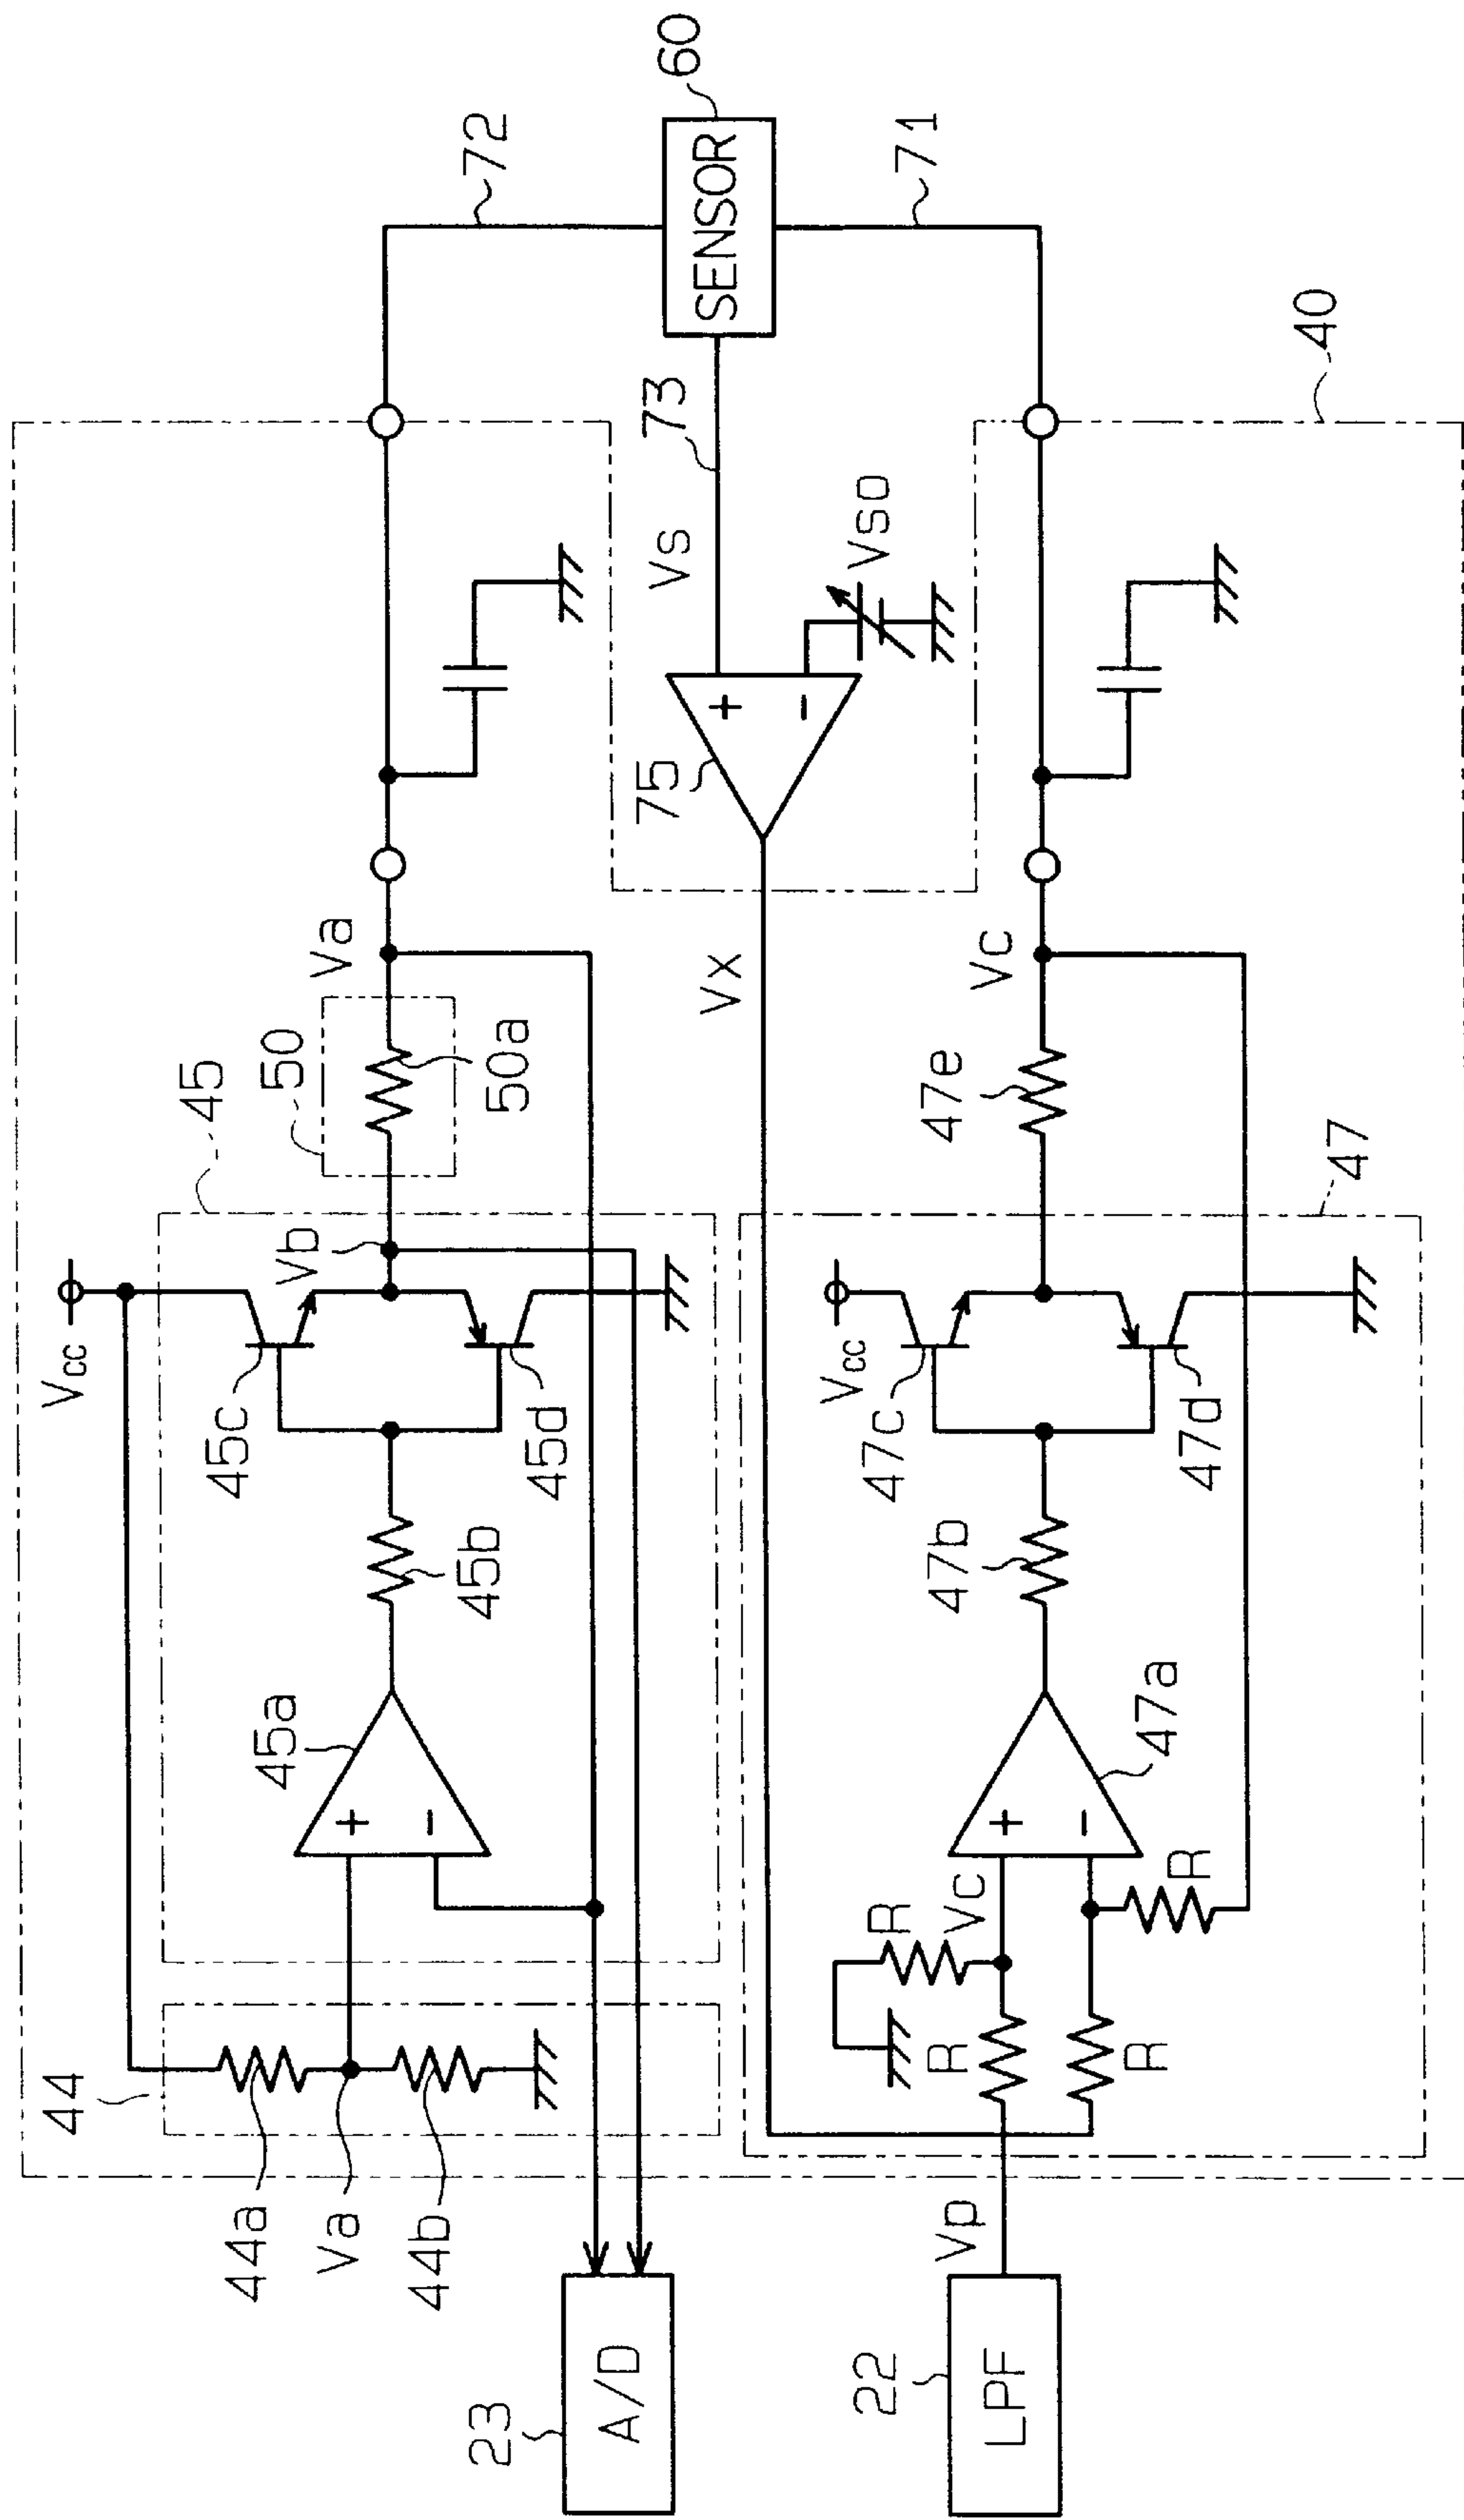 44
44a
Va
44b
Vcc
45
45a
45b
45c
45d
Vb
50
50a
Va
72
SENSOR
60
71
73
Vs
Vso
75
Vx
40
23
A/D
22
LPF
Vp
R
R
Vc
R
R
+
-
+
-
+
-
47a
47b
Vcc
47c
47d
47e
47
Vc